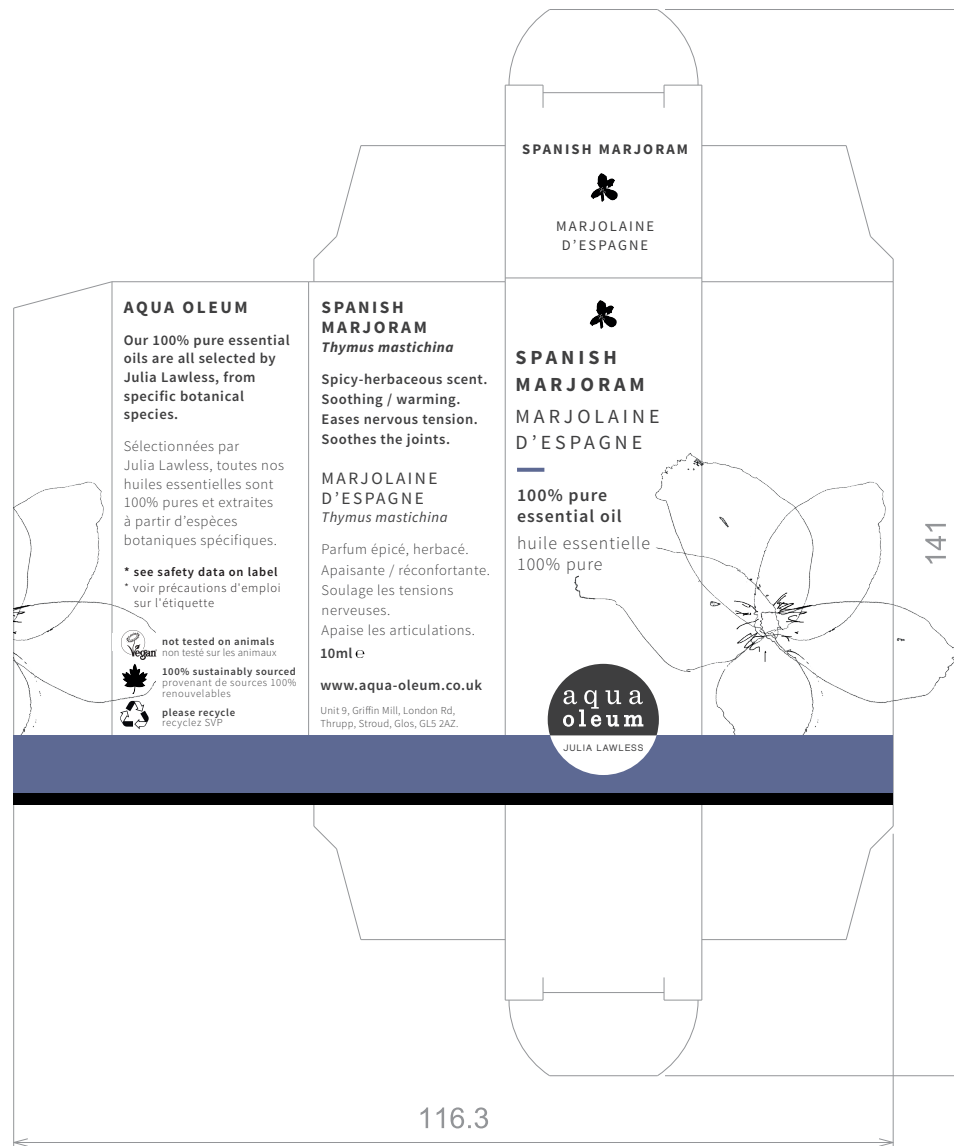 SPANISH MARJORAM
MARJOLAINE
D’ESPAGNE
AQUA OLEUM
Our 100% pure essential
oils are all selected by
Julia Lawless, from
specific botanical
species.
Sélectionnées par
Julia Lawless, toutes nos
huiles essentielles sont
100% pures et extraites
à partir d’espèces
botaniques spécifiques.
* see safety data on label
* voir précautions d'emploi
sur l'étiquette
Vegan
not tested on animals
non testé sur les animaux
100% sustainably sourced
provenant de sources 100%
renouvelables
please recycle
recyclez SVP
SPANISH
MARJORAM
Thymus mastichina
Spicy-herbaceous scent.
Soothing / warming.
Eases nervous tension.
Soothes the joints.
MARJOLAINE
D’ESPAGNE
Thymus mastichina
Parfum épicé, herbacé.
Apaisante / réconfortante.
Soulage les tensions
nerveuses.
Apaise les articulations.
10ml ℮
www.aqua-oleum.co.uk
Unit 9, Griffin Mill, London Rd,
Thrupp, Stroud, Glos, GL5 2AZ.
SPANISH
MARJORAM
MARJOLAINE
D’ESPAGNE
100% pure
essential oil
huile essentielle
100% pure
aqua
oleum
JULIA LAWLESS
141
116.3